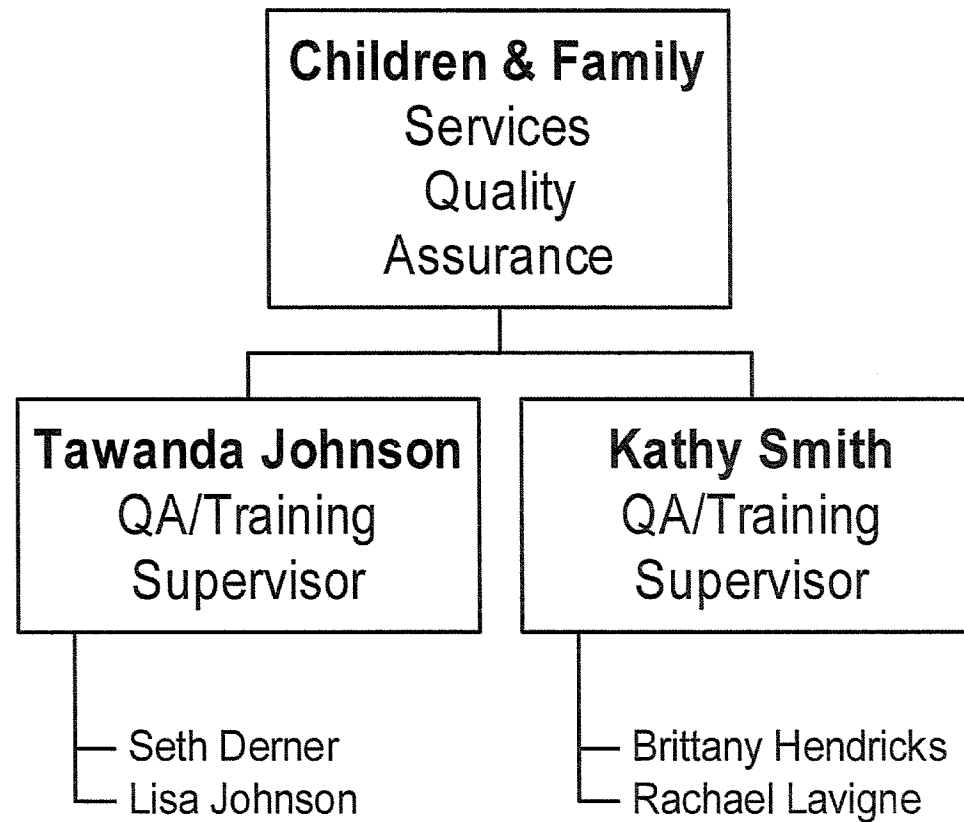 Children & Family
Services
Quality
Assurance
Tawanda Johnson
QA/Training
Supervisor
Seth Derner
Lisa Johnson
Kathy Smith
QA/Training
Supervisor
Brittany Hendricks
Rachael Lavigne